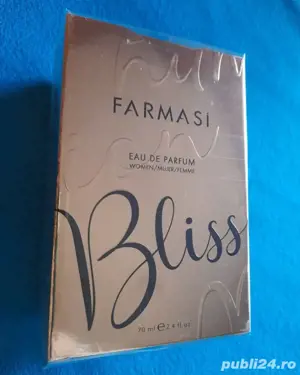 FARMASİ
EAU DE PARFUM
WOMEN/MUJER/FEMME
Bliss
70 ml ℮ 2.4 fl oz
publi24.ro